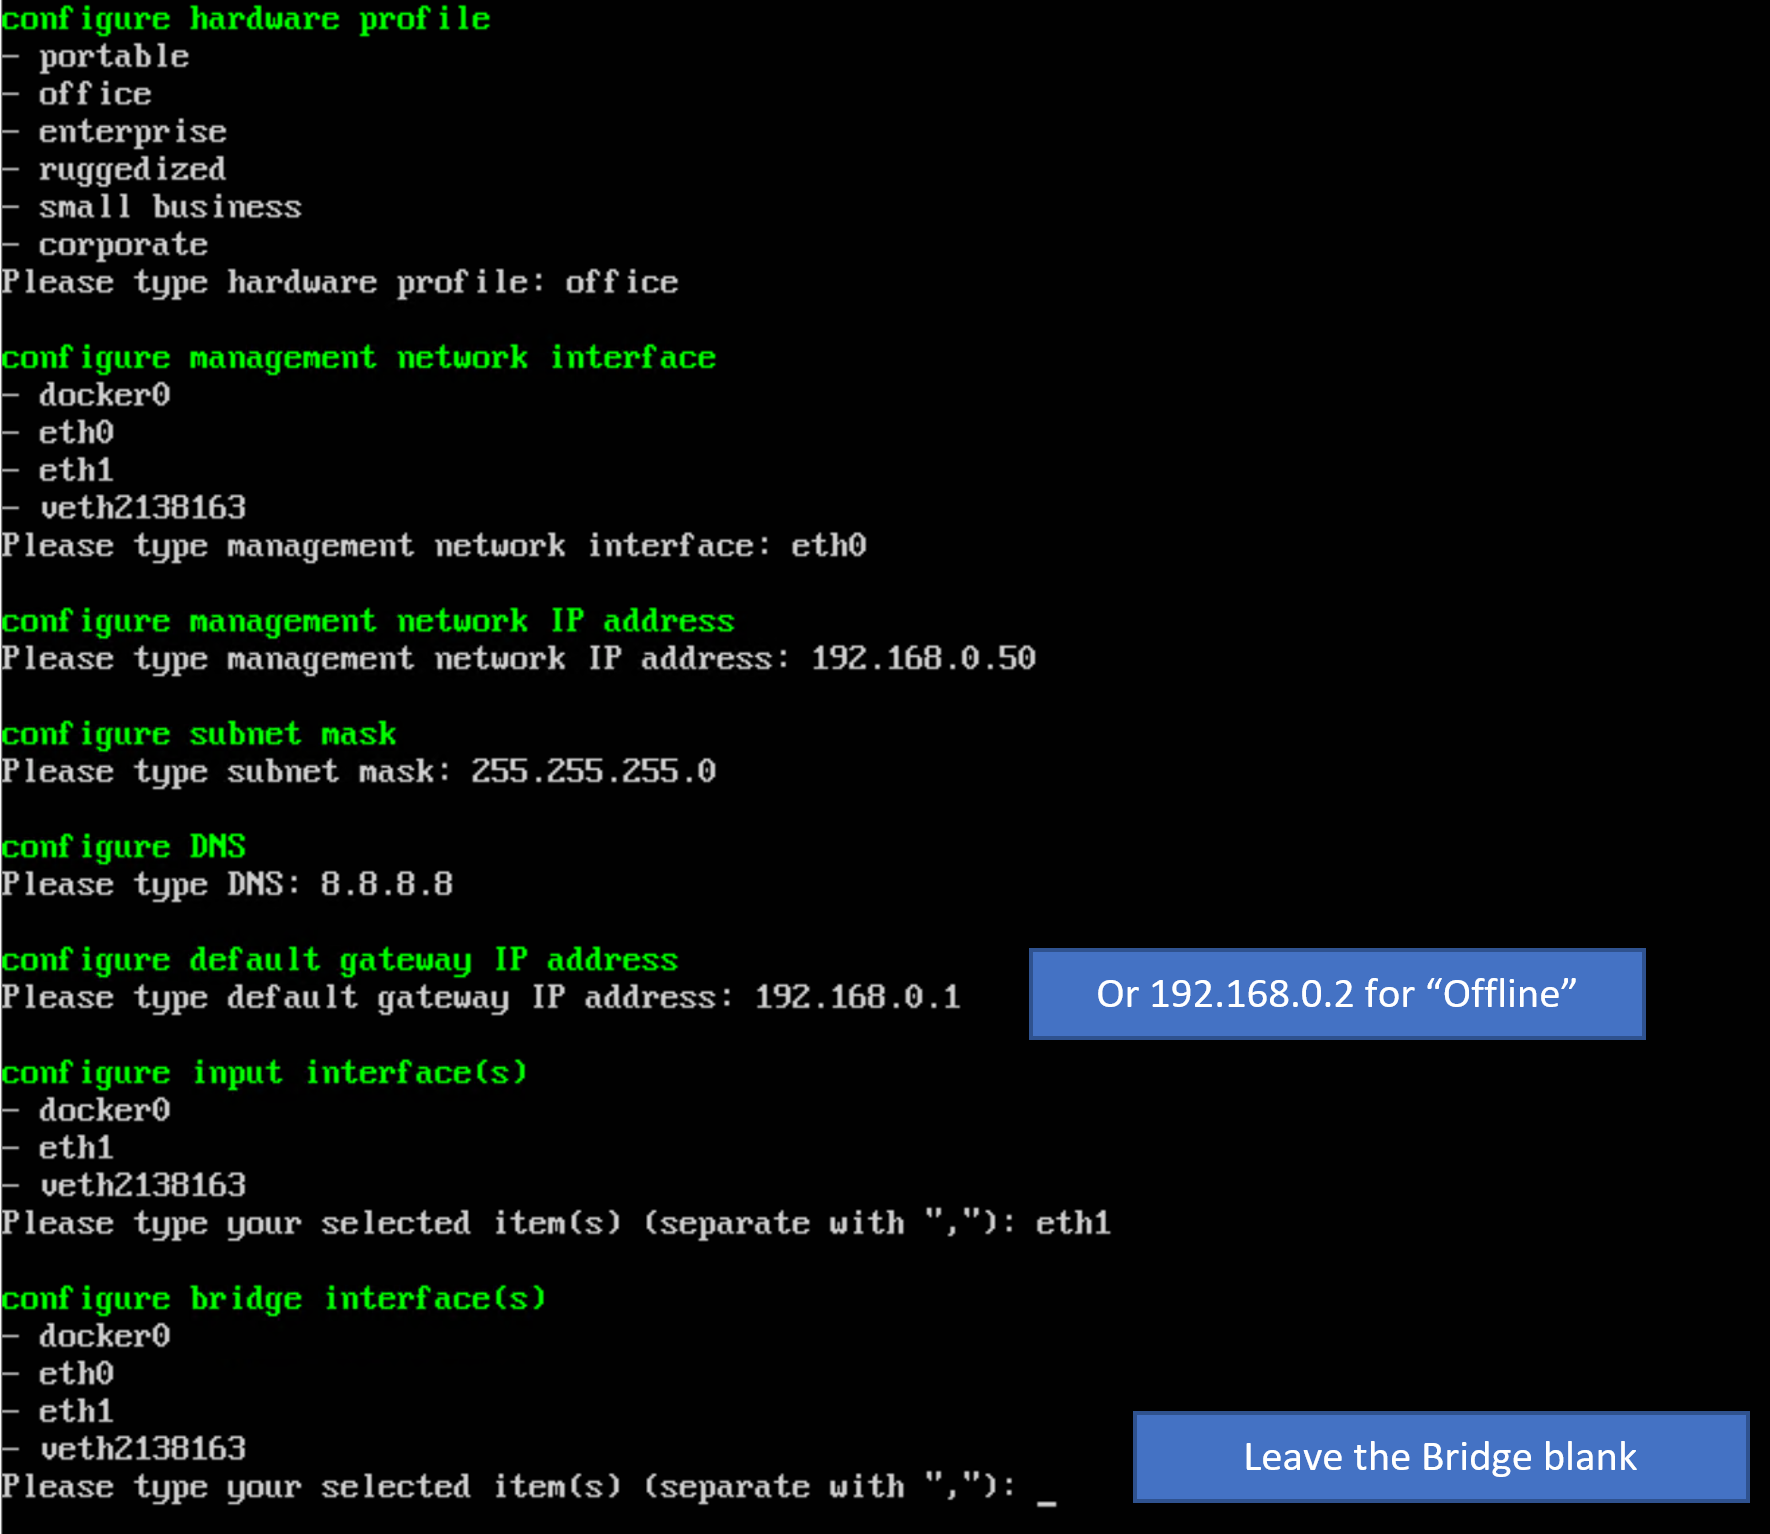 configure hardware profile
- portable
- office
- enterprise
- ruggedized
- small business
- corporate
Please type hardware profile: office
configure management network interface
- docker0
- eth0
- eth1
- veth2138163
Please type management network interface: eth0
configure management network IP address
Please type management network IP address: 192.168.0.50
configure subnet mask
Please type subnet mask: 255.255.255.0
configure DNS
Please type DNS: 8.8.8.8
configure default gateway IP address
Please type default gateway IP address: 192.168.0.1
Or 192.168.0.2 for “Offline”
configure input interface(s)
- docker0
- eth1
- veth2138163
Please type your selected item(s) (separate with ","): eth1
configure bridge interface(s)
- docker0
- eth0
- eth1
- veth2138163
Please type your selected item(s) (separate with ","): _
Leave the Bridge blank